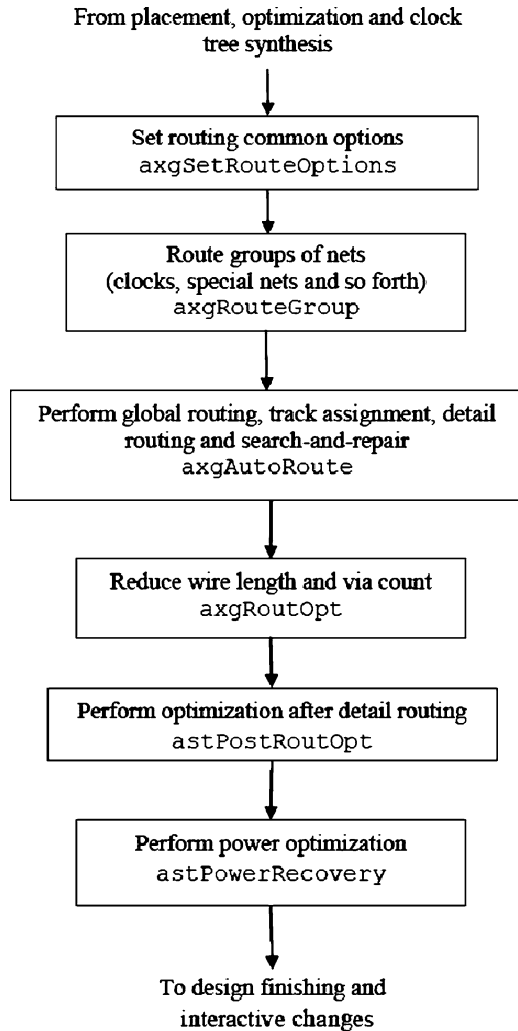 From placement, optimization and clock
tree synthesis
Set routing common options
axgSetRouteOptions
Route groups of nets
(clocks, special nets and so forth)
axgRouteGroup
Perform global routing, track assignment, detail
routing and search-and-repair
axgAutoRoute
Reduce wire length and via count
axgRoutOpt
Perform optimization after detail routing
astPostRoutOpt
Perform power optimization
astPowerRecovery
To design finishing and
interactive changes